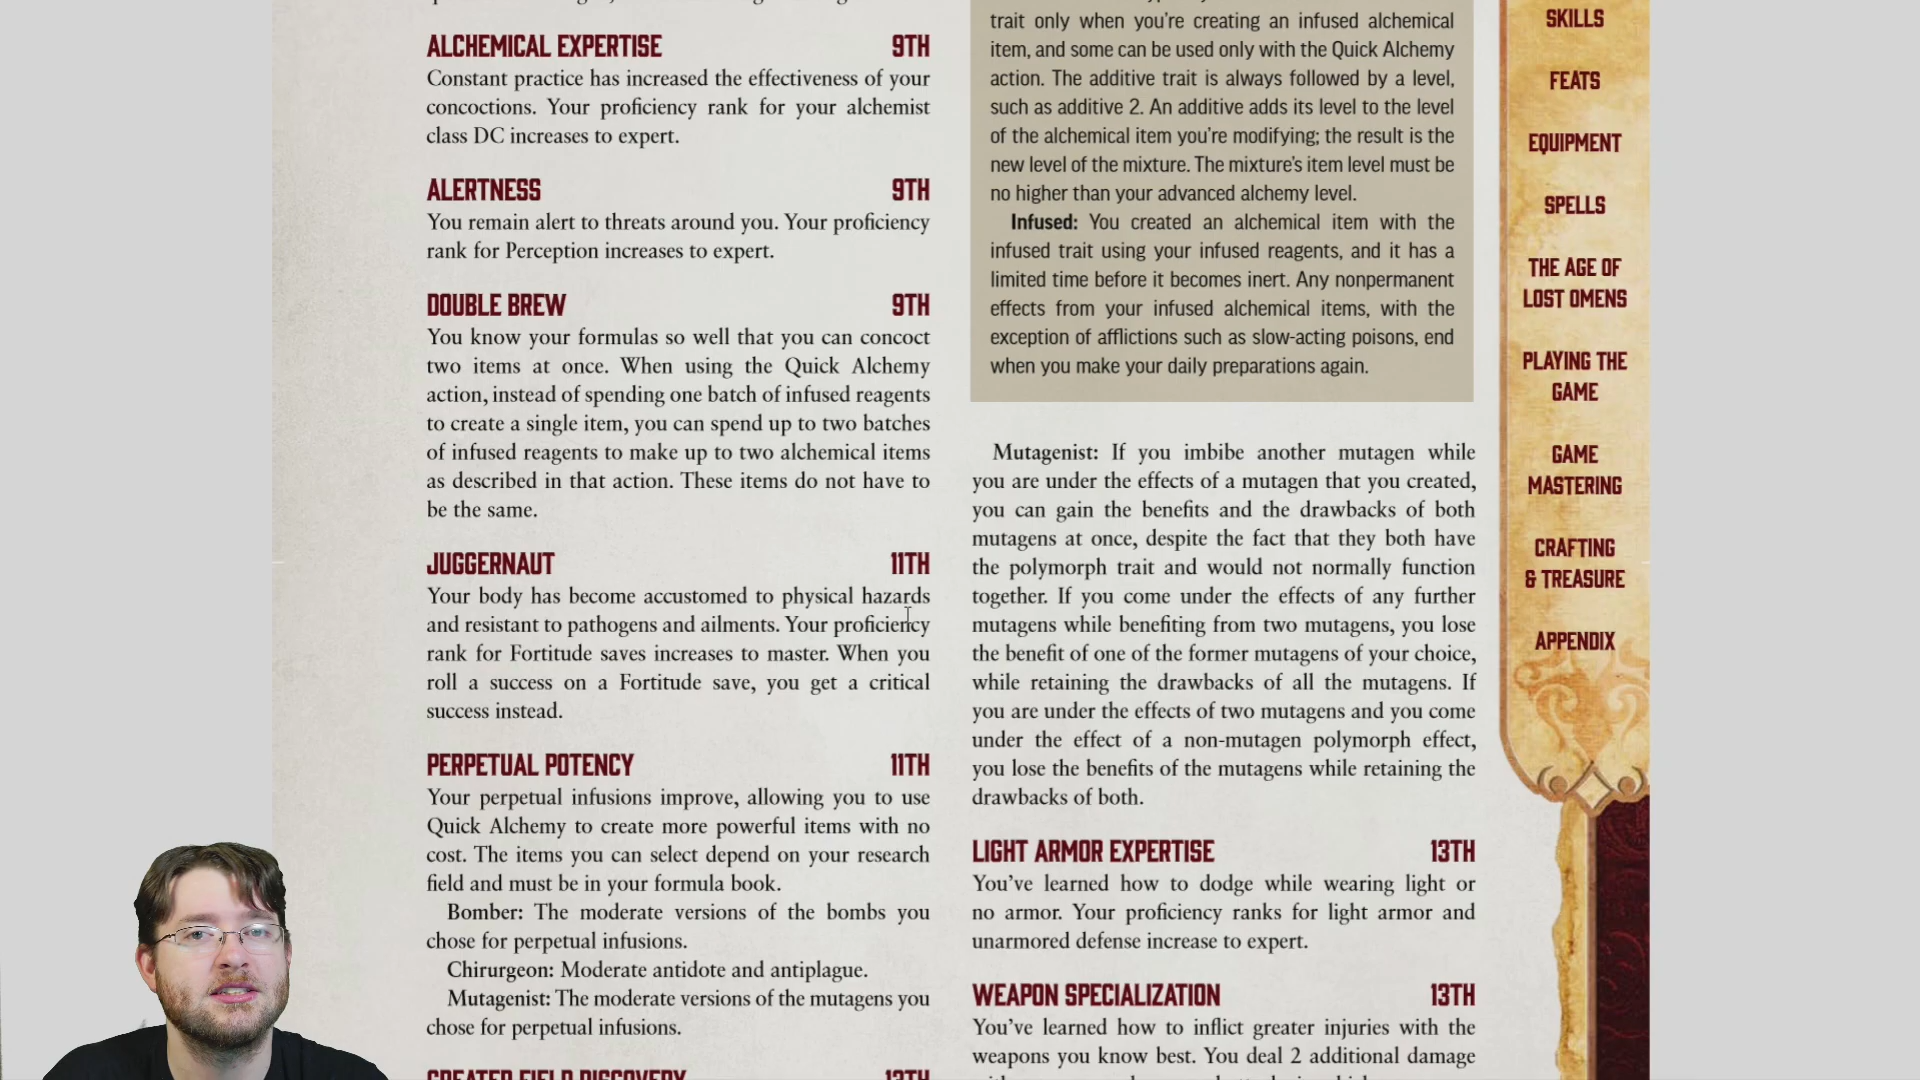 ALCHEMICAL EXPERTISE 9TH
Constant practice has increased the effectiveness of your
concoctions. Your proficiency rank for your alchemist
class DC increases to expert.
ALERTNESS 9TH
You remain alert to threats around you. Your proficiency
rank for Perception increases to expert.
DOUBLE BREW 9TH
You know your formulas so well that you can concoct
two items at once. When using the Quick Alchemy
action, instead of spending one batch of infused reagents
to create a single item, you can spend up to two batches
of infused reagents to make up to two alchemical items
as described in that action. These items do not have to
be the same.
JUGGERNAUT 11TH
Your body has become accustomed to physical hazards
and resistant to pathogens and ailments. Your proficiency
rank for Fortitude saves increases to master. When you
roll a success on a Fortitude save, you get a critical
success instead.
PERPETUAL POTENCY 11TH
Your perpetual infusions improve, allowing you to use
Quick Alchemy to create more powerful items with no
cost. The items you can select depend on your research
field and must be in your formula book.
Bomber: The moderate versions of the bombs you
chose for perpetual infusions.
Chirurgeon: Moderate antidote and antiplague.
Mutagenist: The moderate versions of the mutagens you
chose for perpetual infusions.
GREATER FIELD DISCOVERY 13TH
trait only when you're creating an infused alchemical
item, and some can be used only with the Quick Alchemy
action. The additive trait is always followed by a level,
such as additive 2. An additive adds its level to the level
of the alchemical item you're modifying; the result is the
new level of the mixture. The mixture's item level must be
no higher than your advanced alchemy level.
Infused: You created an alchemical item with the
infused trait using your infused reagents, and it has a
limited time before it becomes inert. Any nonpermanent
effects from your infused alchemical items, with the
exception of afflictions such as slow-acting poisons, end
when you make your daily preparations again.
Mutagenist: If you imbibe another mutagen while
you are under the effects of a mutagen that you created,
you can gain the benefits and the drawbacks of both
mutagens at once, despite the fact that they both have
the polymorph trait and would not normally function
together. If you come under the effects of any further
mutagens while benefiting from two mutagens, you lose
the benefit of one of the former mutagens of your choice,
while retaining the drawbacks of all the mutagens. If
you are under the effects of two mutagens and you come
under the effect of a non-mutagen polymorph effect,
you lose the benefits of the mutagens while retaining the
drawbacks of both.
LIGHT ARMOR EXPERTISE 13TH
You've learned how to dodge while wearing light or
no armor. Your proficiency ranks for light armor and
unarmored defense increase to expert.
WEAPON SPECIALIZATION 13TH
You've learned how to inflict greater injuries with the
weapons you know best. You deal 2 additional damage
SKILLS
FEATS
EQUIPMENT
SPELLS
THE AGE OF
LOST OMENS
PLAYING THE
GAME
GAME
MASTERING
CRAFTING
& TREASURE
APPENDIX